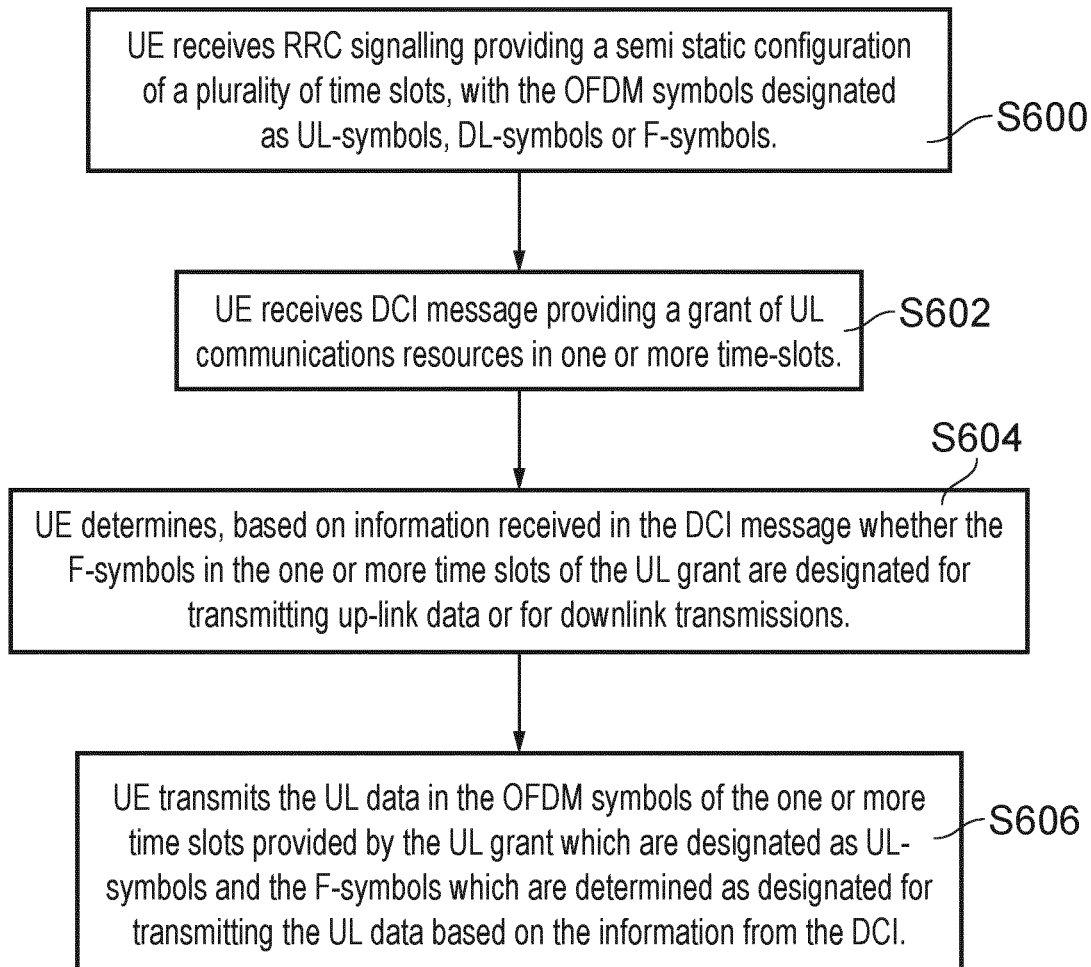 UE receives RRC signalling providing a semi static configuration
of a plurality of time slots, with the OFDM symbols designated
as UL-symbols, DL-symbols or F-symbols.
S600
UE receives DCI message providing a grant of UL
communications resources in one or more time-slots.
S602
S604
UE determines, based on information received in the DCI message whether the
F-symbols in the one or more time slots of the UL grant are designated for
transmitting up-link data or for downlink transmissions.
UE transmits the UL data in the OFDM symbols of the one or more
time slots provided by the UL grant which are designated as UL-
symbols and the F-symbols which are determined as designated for
transmitting the UL data based on the information from the DCI.
S606